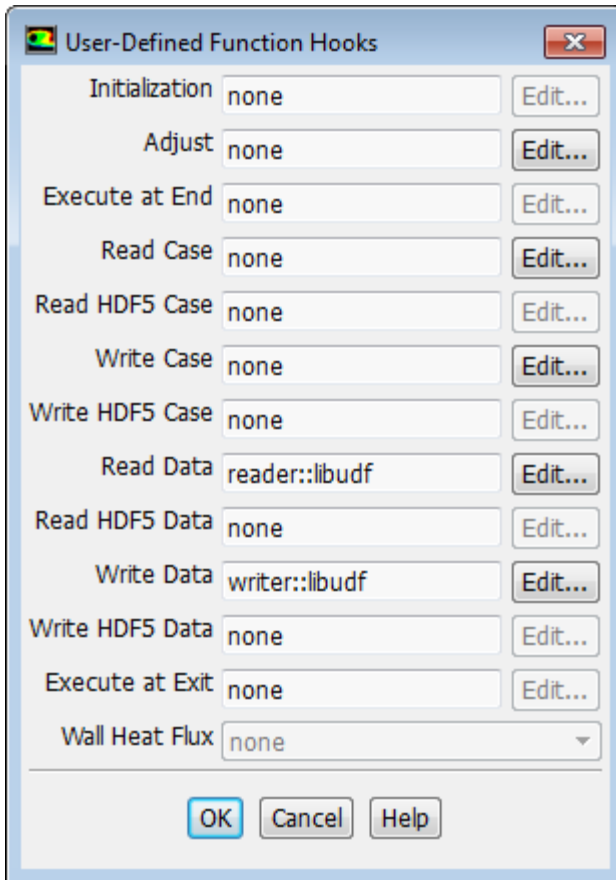 User-Defined Function Hooks
Initialization none Edit...
Adjust none Edit...
Execute at End none Edit...
Read Case none Edit...
Read HDF5 Case none Edit...
Write Case none Edit...
Write HDF5 Case none Edit...
Read Data reader::libudf Edit...
Read HDF5 Data none Edit...
Write Data writer::libudf Edit...
Write HDF5 Data none Edit...
Execute at Exit none Edit...
Wall Heat Flux none
OK Cancel Help